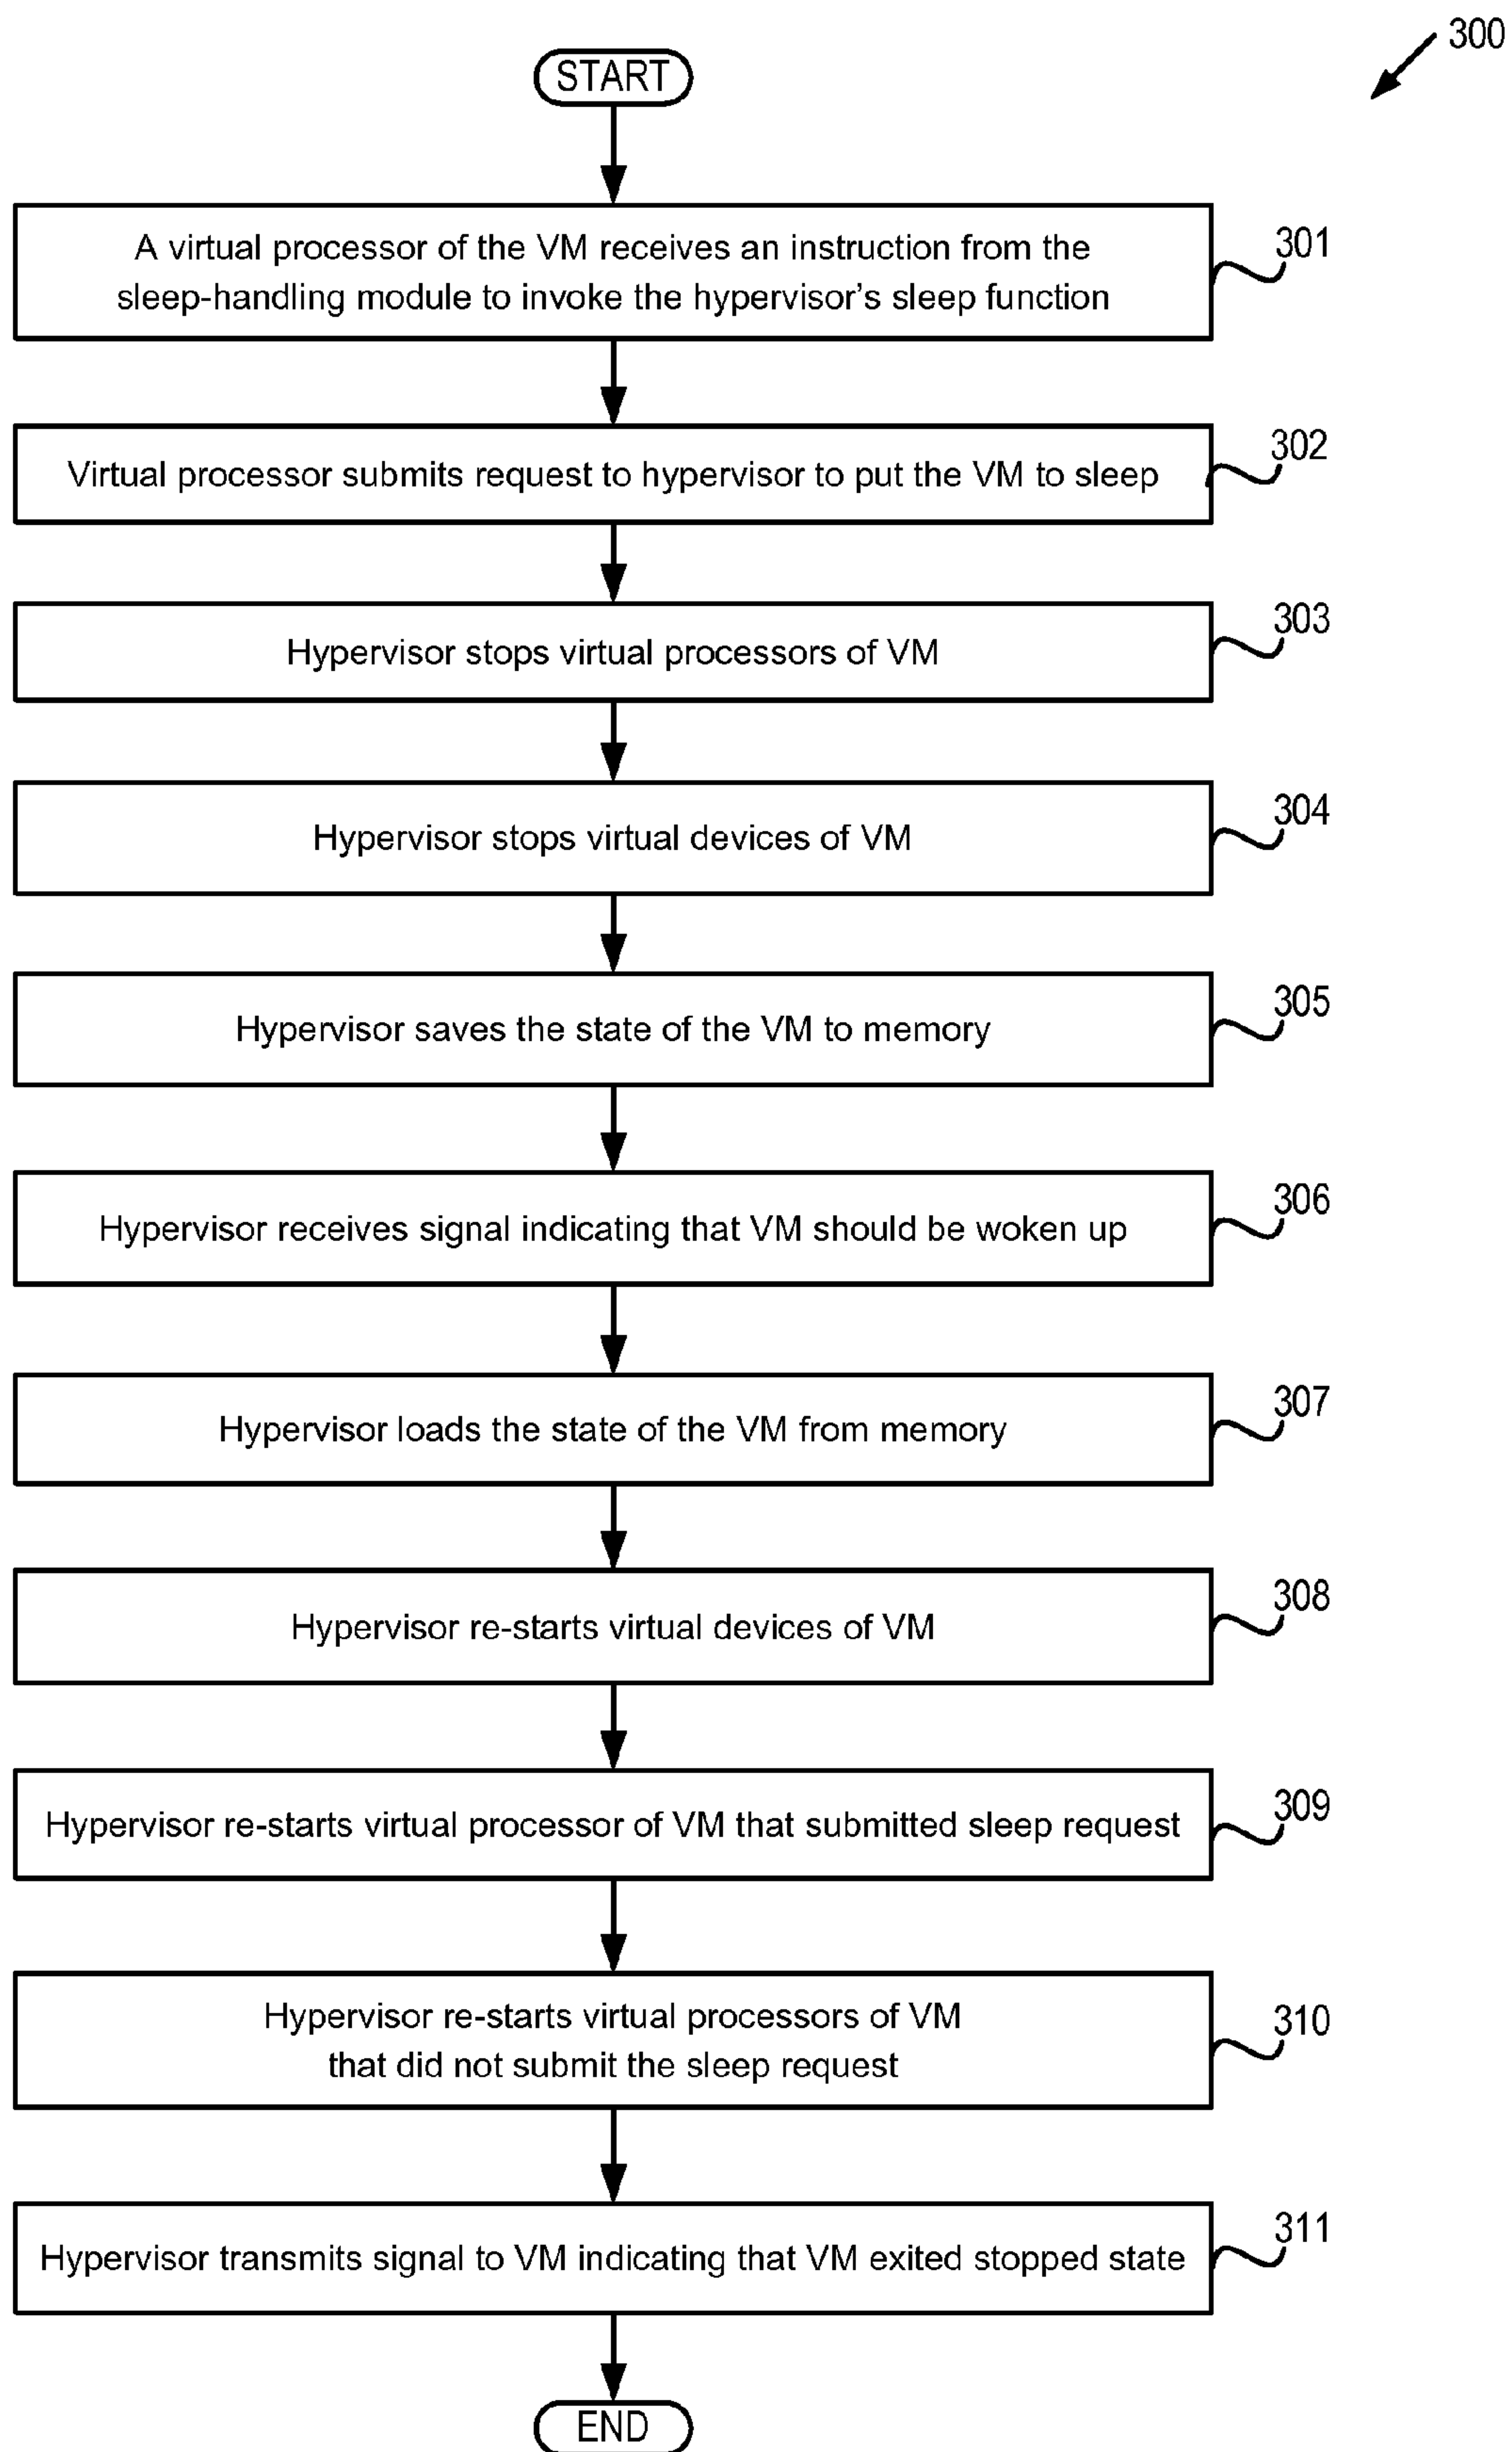 300
START
A virtual processor of the VM receives an instruction from the
sleep-handling module to invoke the hypervisor's sleep function
301
Virtual processor submits request to hypervisor to put the VM to sleep
302
Hypervisor stops virtual processors of VM
303
Hypervisor stops virtual devices of VM
304
Hypervisor saves the state of the VM to memory
305
Hypervisor receives signal indicating that VM should be woken up
306
Hypervisor loads the state of the VM from memory
307
Hypervisor re-starts virtual devices of VM
308
Hypervisor re-starts virtual processor of VM that submitted sleep request
309
Hypervisor re-starts virtual processors of VM
that did not submit the sleep request
310
Hypervisor transmits signal to VM indicating that VM exited stopped state
311
END